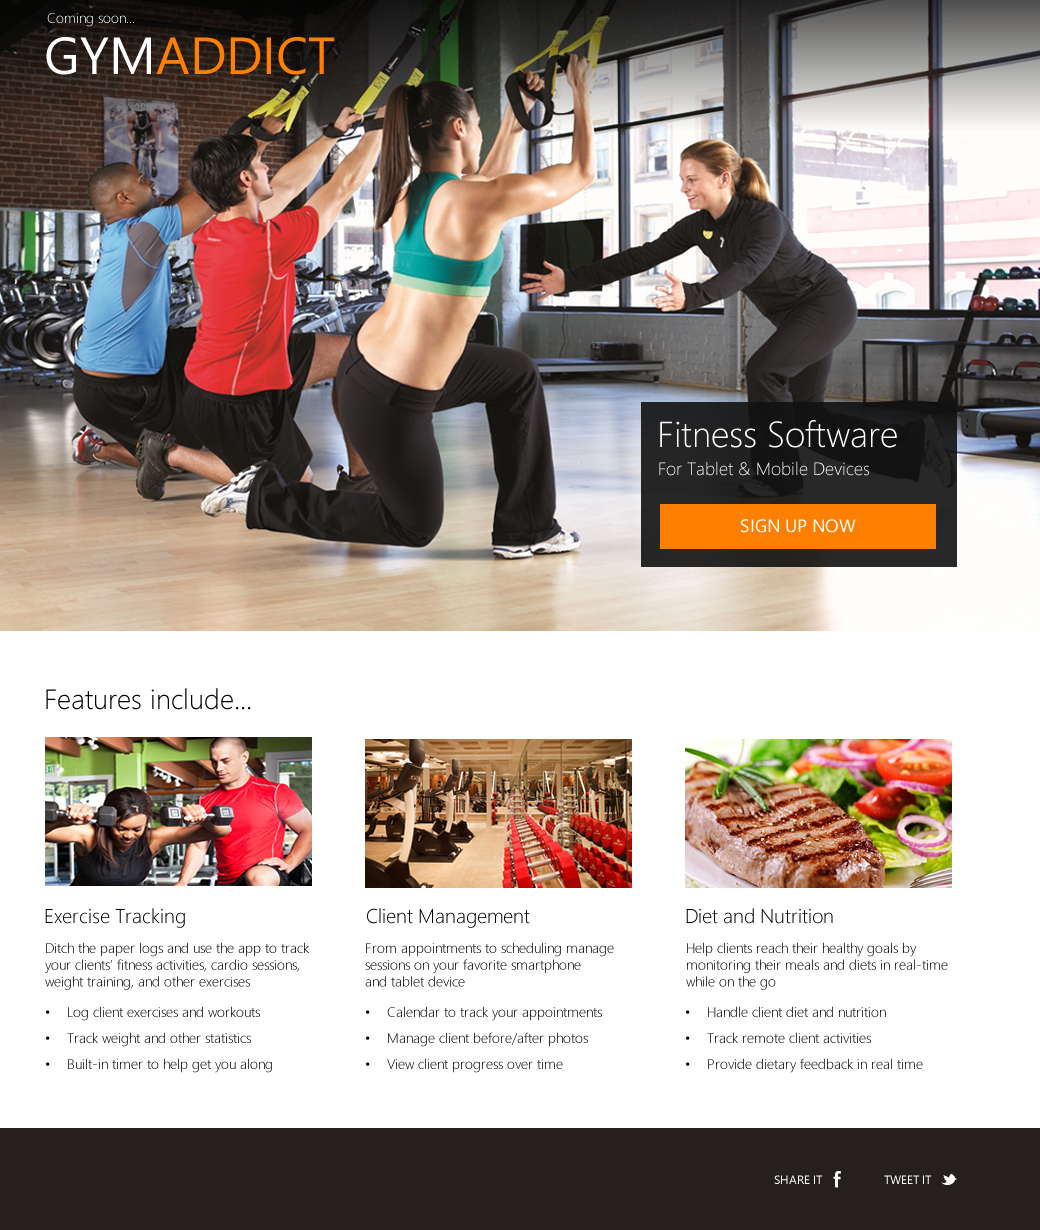 Coming soon...
GYMADDICT
Fitness Software
For Tablet & Mobile Devices
SIGN UP NOW
Features include...
Exercise Tracking
Ditch the paper logs and use the app to track
your clients' fitness activities, cardio sessions,
weight training, and other exercises
• Log client exercises and workouts
• Track weight and other statistics
• Built-in timer to help get you along
Client Management
From appointments to scheduling manage
sessions on your favorite smartphone
and tablet device
• Calendar to track your appointments
• Manage client before/after photos
• View client progress over time
Diet and Nutrition
Help clients reach their healthy goals by
monitoring their meals and diets in real-time
while on the go
• Handle client diet and nutrition
• Track remote client activities
• Provide dietary feedback in real time
SHARE IT
TWEET IT